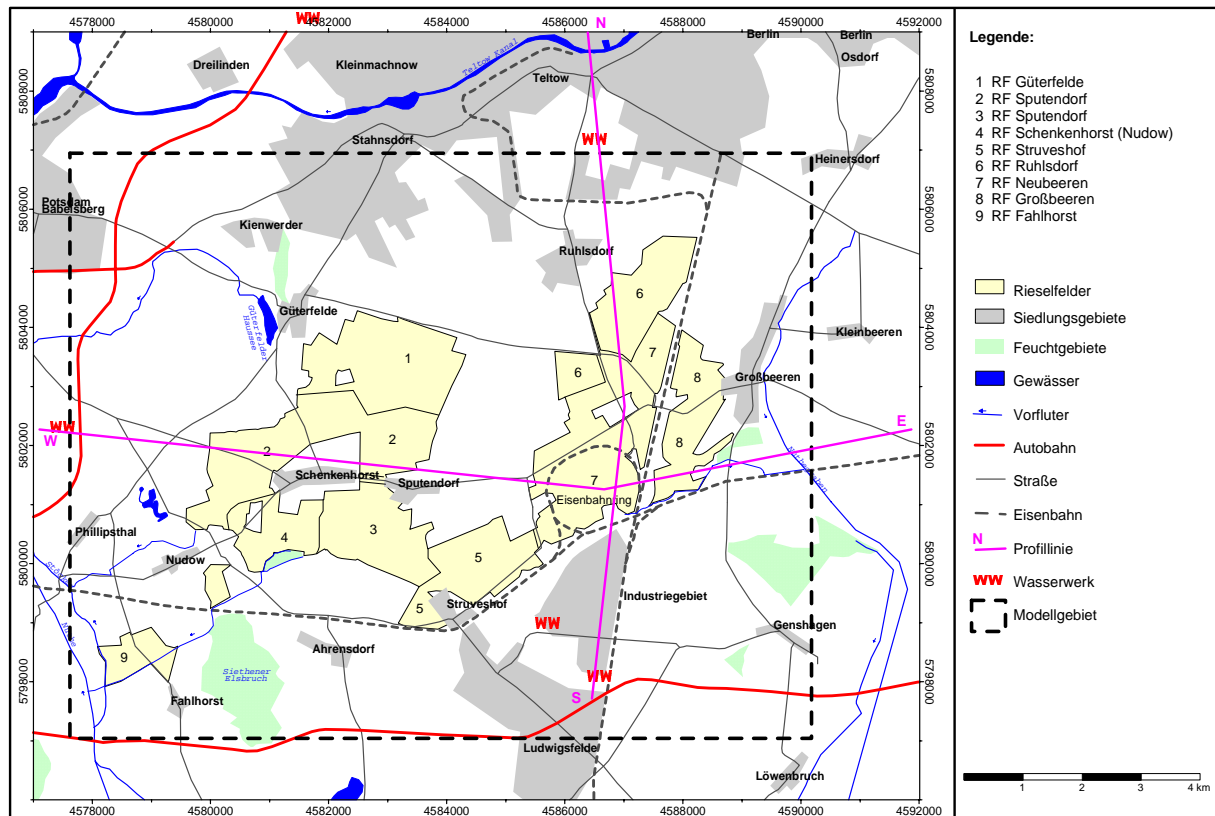 4578000
4580000
4582000
4584000
4586000
4588000
4590000
4592000
WW
N
Berlin
Berlin
Osdorf
Dreilinden
Kleinmachnow
Teltow Kanal
Teltow
5808000
5808000
Stahnsdorf
WW
Heinersdorf
Potsdam
Babelsberg
5806000
5806000
Kienwerder
Ruhlsdorf
6
Güterfelde
Güterfelder
Haussee
5804000
5804000
Kleinbeeren
1
7
6
8
Großbeeren
WW
W
E
2
2
8
5802000
5802000
Schenkenhorst
Sputendorf
7
Eisenbahnring
Phillipsthal
4
3
5
Nudow
5800000
5800000
5
Struveshof
Industriegebiet
WW
Genshagen
Ahrensdorf
9
Siethener
Elsbruch
WW
S
5798000
5798000
Fahlhorst
Ludwigsfelde
Löwenbruch
4578000
4580000
4582000
4584000
4586000
4588000
4590000
4592000
Legende:
1 RF Güterfelde
2 RF Sputendorf
3 RF Sputendorf
4 RF Schenkenhorst (Nudow)
5 RF Struveshof
6 RF Ruhlsdorf
7 RF Neubeeren
8 RF Großbeeren
9 RF Fahlhorst
Rieselfelder
Siedlungsgebiete
Feuchtgebiete
Gewässer
Vorfluter
Autobahn
Straße
Eisenbahn
N
Profillinie
WW
Wasserwerk
Modellgebiet
1
2
3
4 km